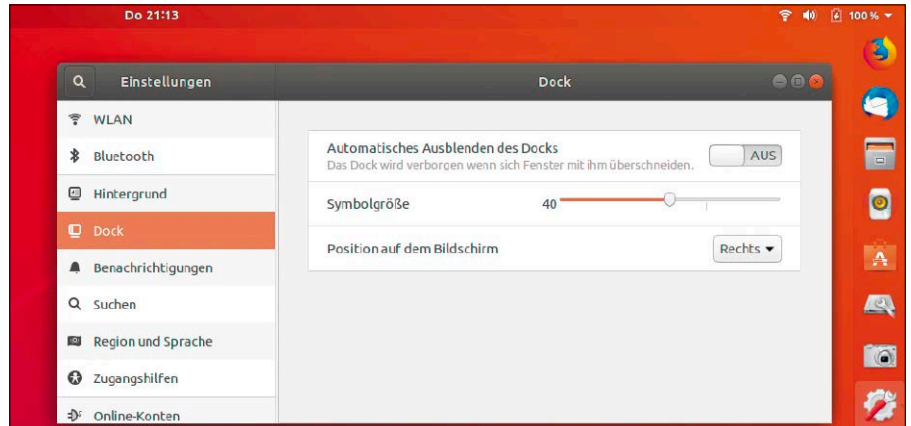 Do 21:13
100 %
Einstellungen
Dock
WLAN
Bluetooth
Hintergrund
Dock
Benachrichtigungen
Suchen
Region und Sprache
Zugangshilfen
Online-Konten
Automatisches Ausblenden des Docks
Das Dock wird verborgen wenn sich Fenster mit ihm überschneiden.
AUS
Symbolgröße
40
Position auf dem Bildschirm
Rechts